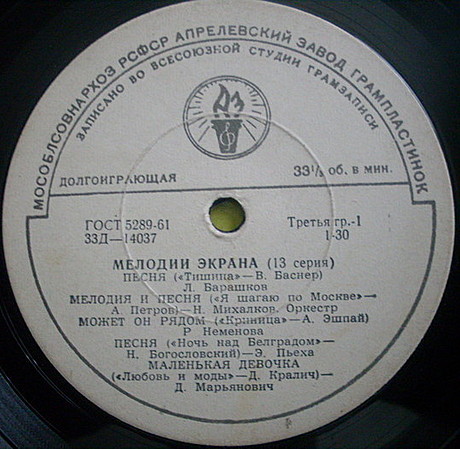 МОСОБЛСОВНАРХОЗ РСФСР АПРЕЛЕВСКИЙ ЗАВОД ГРАМПЛАСТИНОК
ЗАПИСАНО ВО ВСЕСОЮЗНОЙ СТУДИИ ГРАМЗАПИСИ
ДЗ
ДОЛГОИГРАЮЩАЯ 33⅓ об. в мин.
ГОСТ 5289-61 Третья гр.-1
33Д—14037 1-30
МЕЛОДИИ ЭКРАНА (13 серия)
ПЕСНЯ («Тишина»— В. Баснер)
Л. Барашков
МЕЛОДИЯ И ПЕСНЯ («Я шагаю по Москве»—
А. Петров)— Н. Михалков. Оркестр
МОЖЕТ ОН РЯДОМ («Криница»— А. Эшпай)
Р Неменова
ПЕСНЯ («Ночь над Белградом»—
Н. Богословский)— Э. Пьеха
МАЛЕНЬКАЯ ДЕВОЧКА
(«Любовь и моды»— Д. Кралич)—
Д. Марьянович